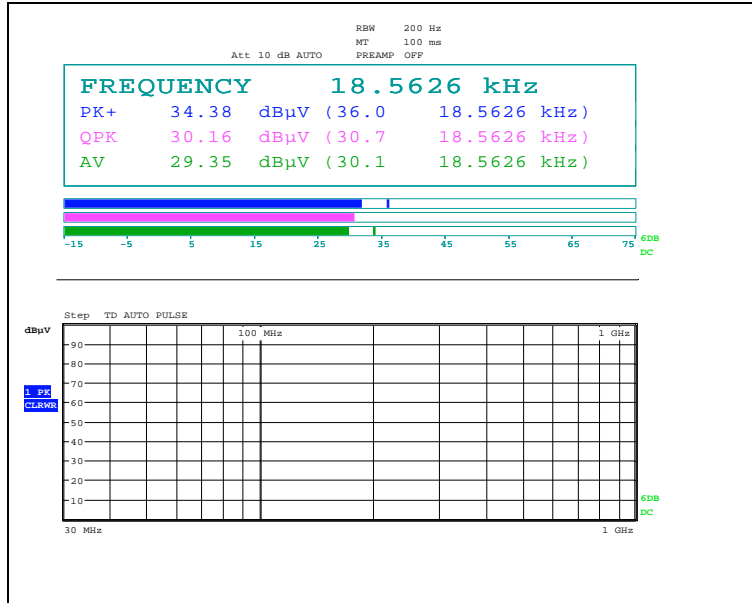 RBW 200 Hz
MT 100 ms
Att 10 dB AUTO PREAMP OFF
FREQUENCY 18.5626 kHz
PK+ 34.38 dBµV (36.0 18.5626 kHz)
QPK 30.16 dBµV (30.7 18.5626 kHz)
AV 29.35 dBµV (30.1 18.5626 kHz)
-15 -5 5 15 25 35 45 55 65 75
6DB
DC
Step TD AUTO PULSE
dBµV
100 MHz 1 GHz
90
80
70
1 PK
60
CLRWR
50
40
30
20
10
6DB
DC
30 MHz 1 GHz